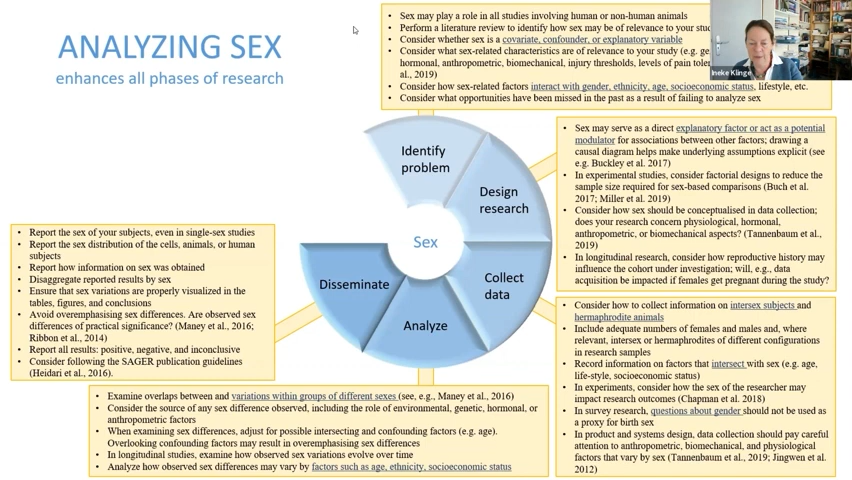 ANALYZING SEX
enhances all phases of research
• Sex may play a role in all studies involving human or non-human animals
• Perform a literature review to identify how sex may be of relevance to your
• Consider whether sex is a covariate, confounder, or explanatory variable
• Consider what sex-related characteristics are of relevance to your study (e.g.
hormonal, anthropometric, biomechanical, injury thresholds, levels of pain
al., 2019)
• Consider how sex-related factors interact with gender, ethnicity, age, socioeconomic status, lifestyle, etc.
• Consider what opportunities have been missed in the past as a result of failing to analyze sex
Ineke Klinge
Identify
problem
Design
research
Sex
Collect
data
Analyze
Disseminate
• Sex may serve as a direct explanatory factor or act as a potential
modulator for associations between other factors; drawing a
causal diagram helps make underlying assumptions explicit (see
e.g. Buckley et al. 2017)
• In experimental studies, consider factorial designs to reduce the
sample size required for sex-based comparisons (Buch et al.
2017; Miller et al. 2019)
• Consider how sex should be conceptualised in data collection;
does your research concern physiological, hormonal,
anthropometric, or biomechanical aspects? (Tannenbaum et al.,
2019)
• In longitudinal research, consider how reproductive history may
influence the cohort under investigation; will, e.g., data
acquisition be impacted if females get pregnant during the study?
• Consider how to collect information on intersex subjects and
hermaphrodite animals
• Include adequate numbers of females and males and, where
relevant, intersex or hermaphrodites of different configurations
in research samples
• Record information on factors that intersect with sex (e.g. age,
life-style, socioeconomic status)
• In experiments, consider how the sex of the researcher may
impact research outcomes (Chapman et al. 2018)
• In survey research, questions about gender should not be used as
a proxy for birth sex
• In product and systems design, data collection should pay careful
attention to anthropometric, biomechanical, and physiological
factors that vary by sex (Tannenbaum et al., 2019; Jingwen et al.
2012)
• Examine overlaps between and variations within groups of different sexes (see, e.g., Maney et al., 2016)
• Consider the source of any sex difference observed, including the role of environmental, genetic, hormonal, or
anthropometric factors
• When examining sex differences, adjust for possible intersecting and confounding factors (e.g. age).
Overlooking confounding factors may result in overemphasising sex differences
• In longitudinal studies, examine how observed sex variations evolve over time
• Analyze how observed sex differences may vary by factors such as age, ethnicity, socioeconomic status
• Report the sex of your subjects, even in single-sex studies
• Report the sex distribution of the cells, animals, or human
subjects
• Report how information on sex was obtained
• Disaggregate reported results by sex
• Ensure that sex variations are properly visualized in the
tables, figures, and conclusions
• Avoid overemphasising sex differences. Are observed sex
differences of practical significance? (Maney et al., 2016;
Ribbon et al., 2014)
• Report all results: positive, negative, and inconclusive
• Consider following the SAGER publication guidelines
(Heidari et al., 2016).